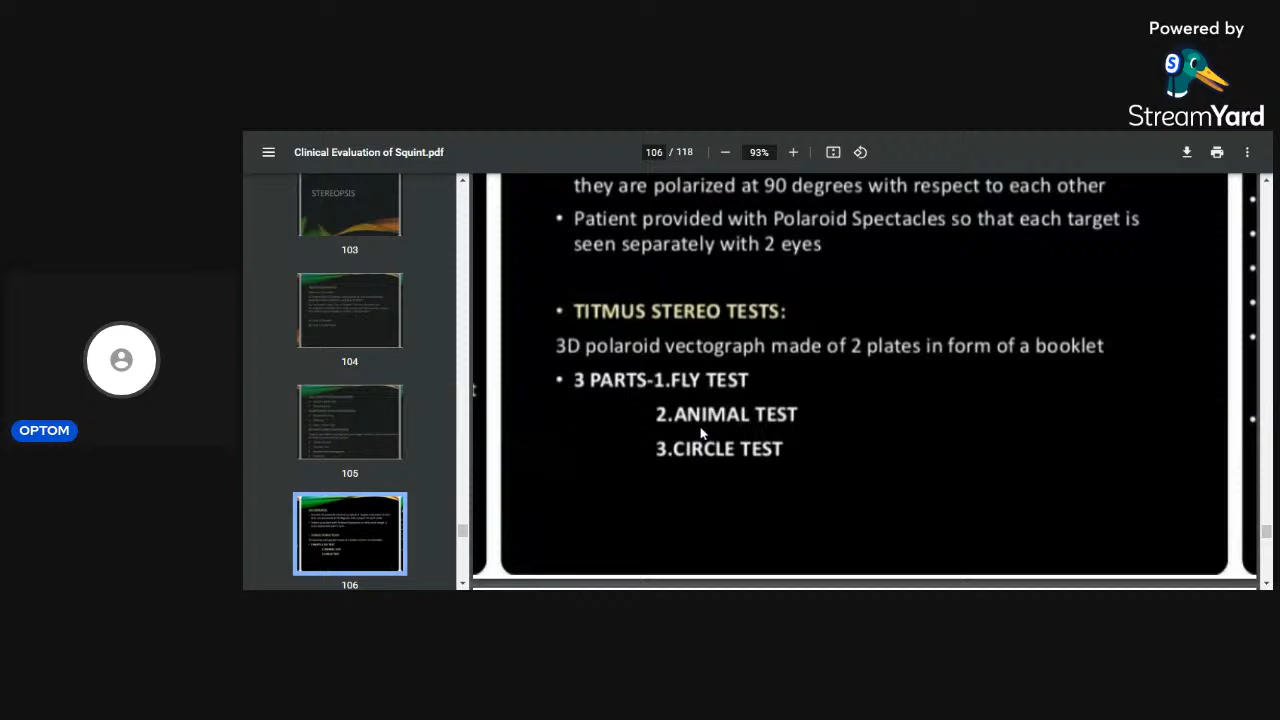 Powered by
StreamYard
Clinical Evaluation of Squint.pdf
106 / 118
93%
STEREOPSIS
103
104
105
106
they are polarized at 90 degrees with respect to each other
• Patient provided with Polaroid Spectacles so that each target is
seen separately with 2 eyes
• TITMUS STEREO TESTS:
3D polaroid vectograph made of 2 plates in form of a booklet
• 3 PARTS-1.FLY TEST
2.ANIMAL TEST
3.CIRCLE TEST
OPTOM